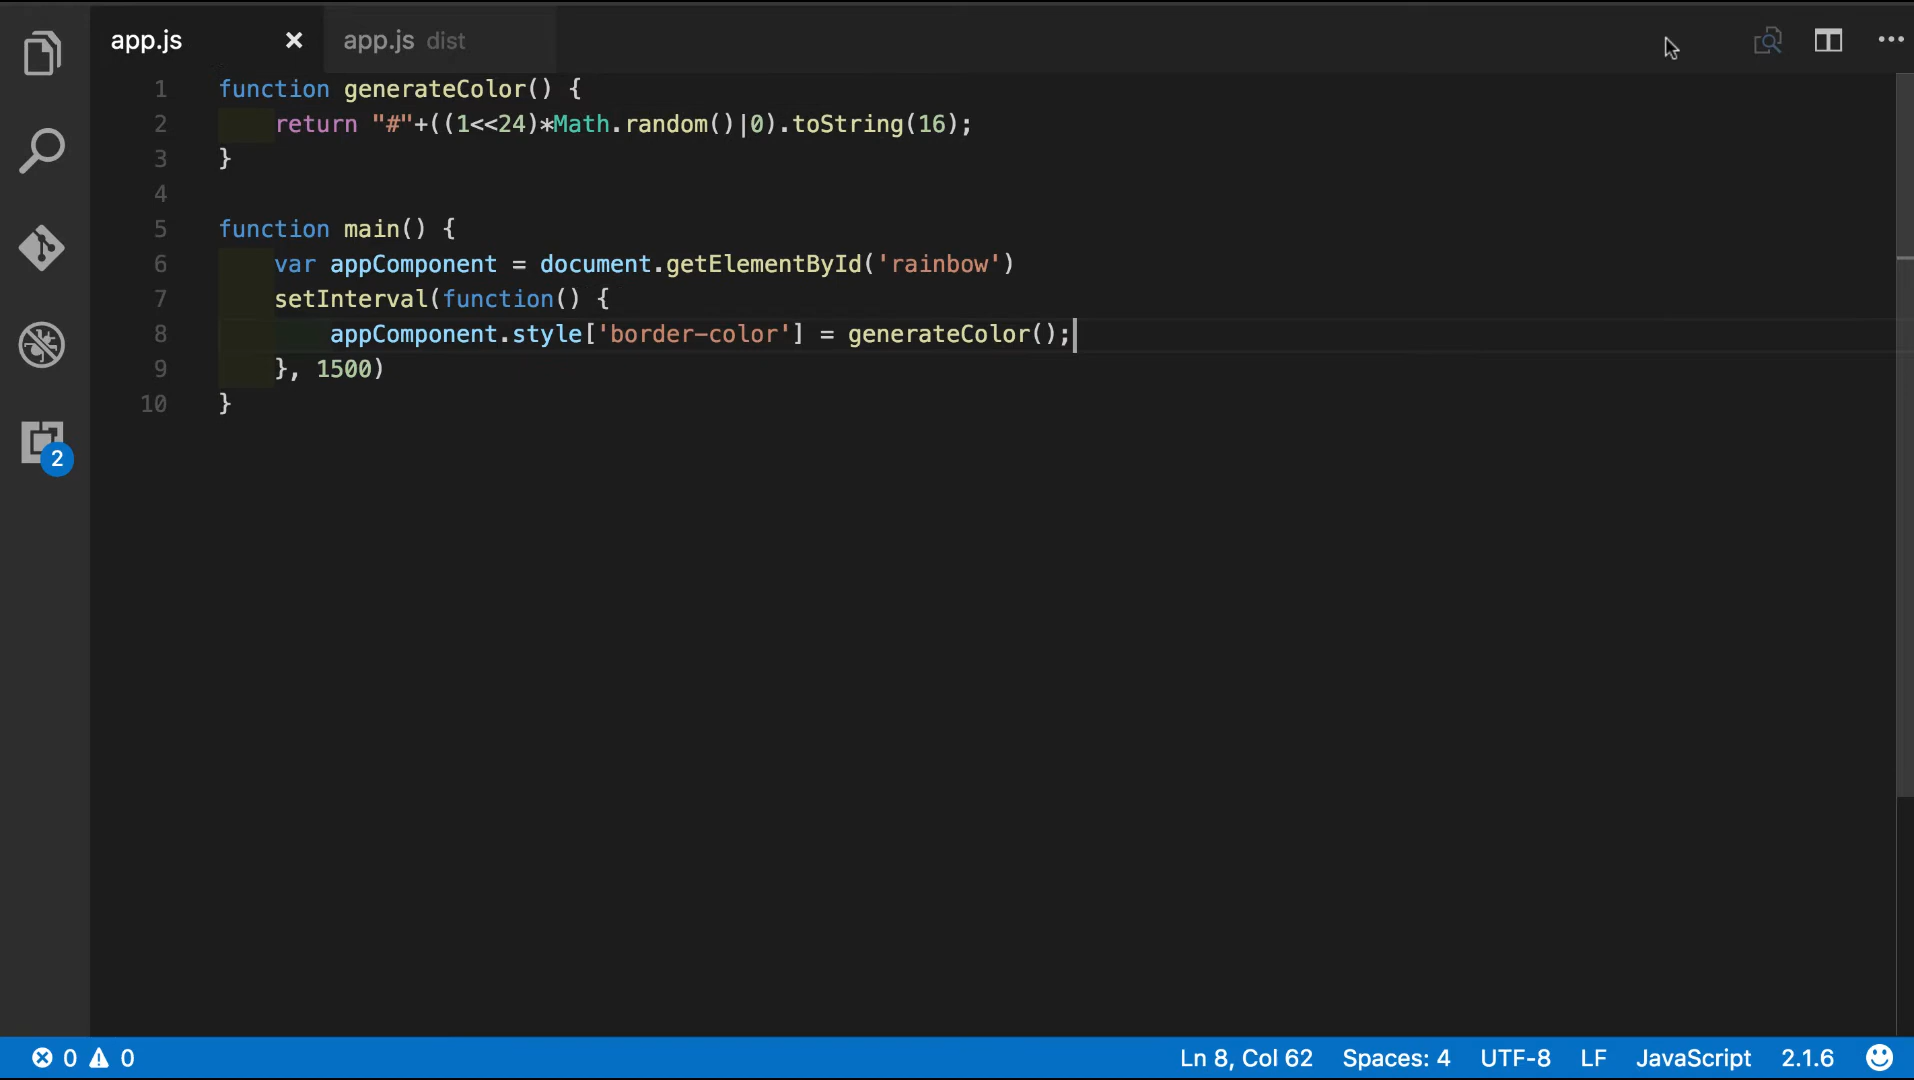 app.js × app.js dist
1 function generateColor() {
2     return "#"+((1<<24)*Math.random()|0).toString(16);
3 }
4
5 function main() {
6     var appComponent = document.getElementById('rainbow')
7     setInterval(function() {
8         appComponent.style['border-color'] = generateColor();
9     }, 1500)
10 }
2
0 0 Ln 8, Col 62 Spaces: 4 UTF-8 LF JavaScript 2.1.6